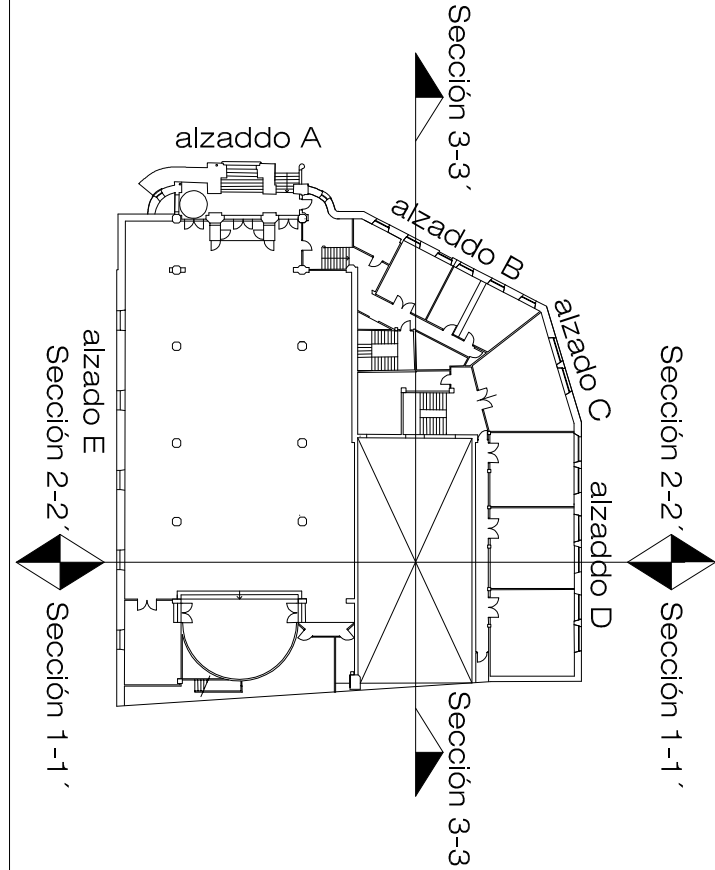 Sección 3-3´
alzaddo A
alzaddo B
alzaddo C
alzado E
Sección 2-2´
Sección 2-2´
alzaddo D
Sección 1-1´
Sección 1-1´
Sección 3-3